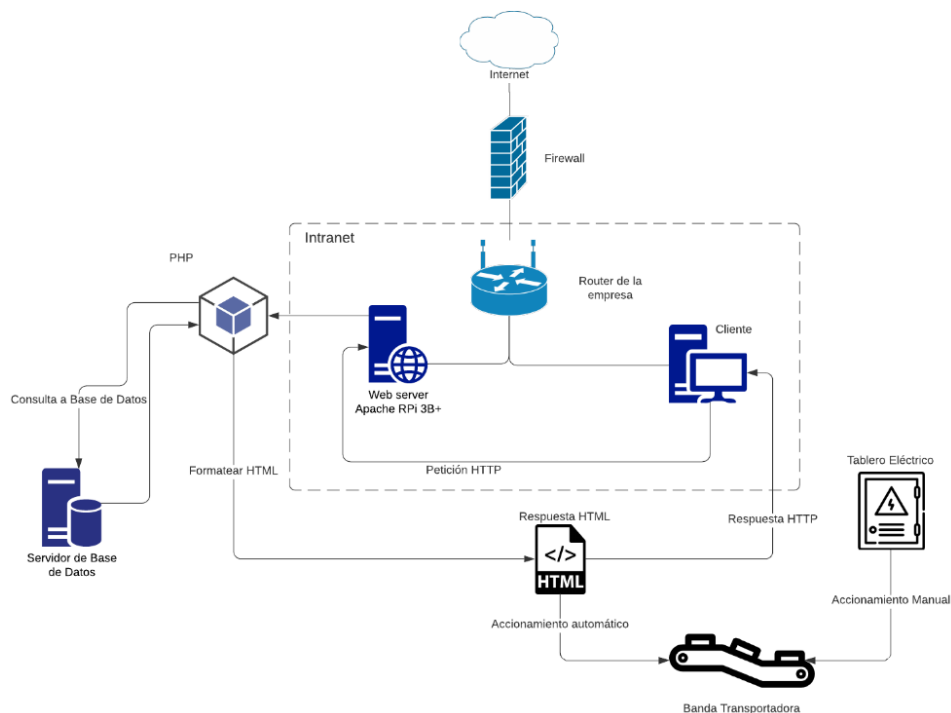 Internet
Firewall
Intranet
PHP
Router de la
empresa
Cliente
Consulta a Base de Datos
Web server
Apache RPi 3B+
Formatear HTML
Petición HTTP
Tablero Eléctrico
Respuesta HTML
Respuesta HTTP
</>
HTML
Servidor de Base
de Datos
Accionamiento Manual
Accionamiento automático
Banda Transportadora